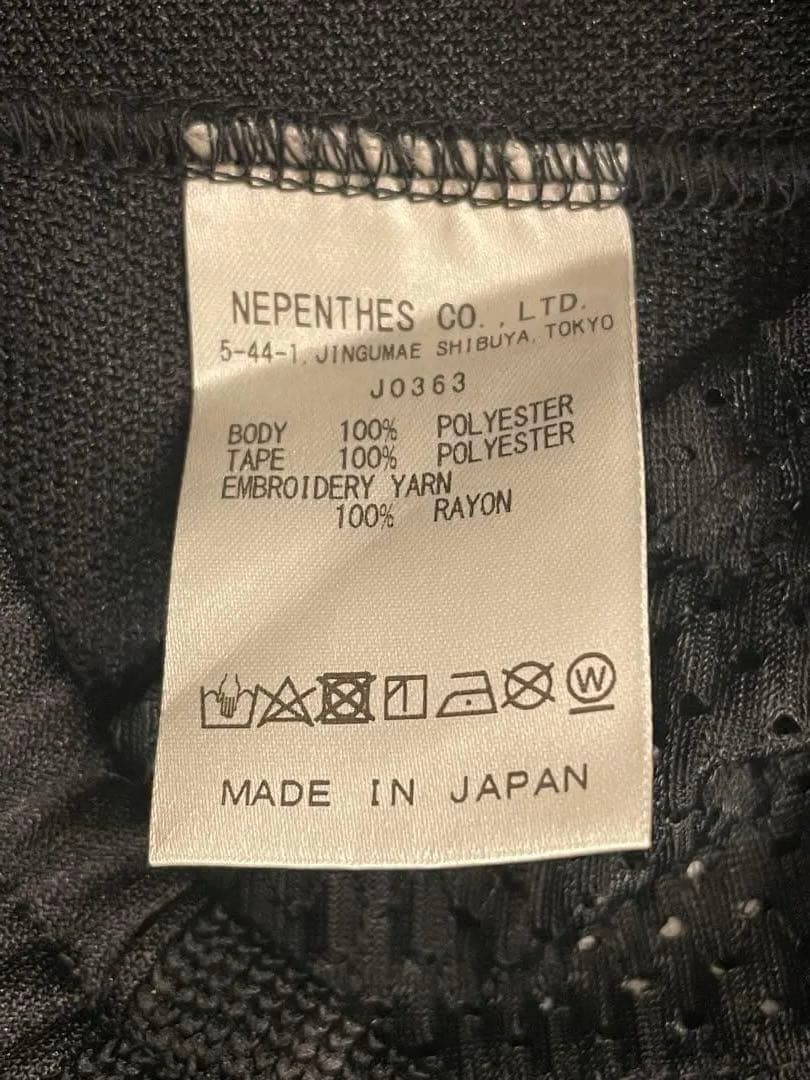 NEPENTHES CO., LTD.
5-44-1, JINGUMAE SHIBUYA, TOKYO
J0363
BODY 100% POLYESTER
TAPE 100% POLYESTER
EMBROIDERY YARN
100% RAYON
W
MADE IN JAPAN